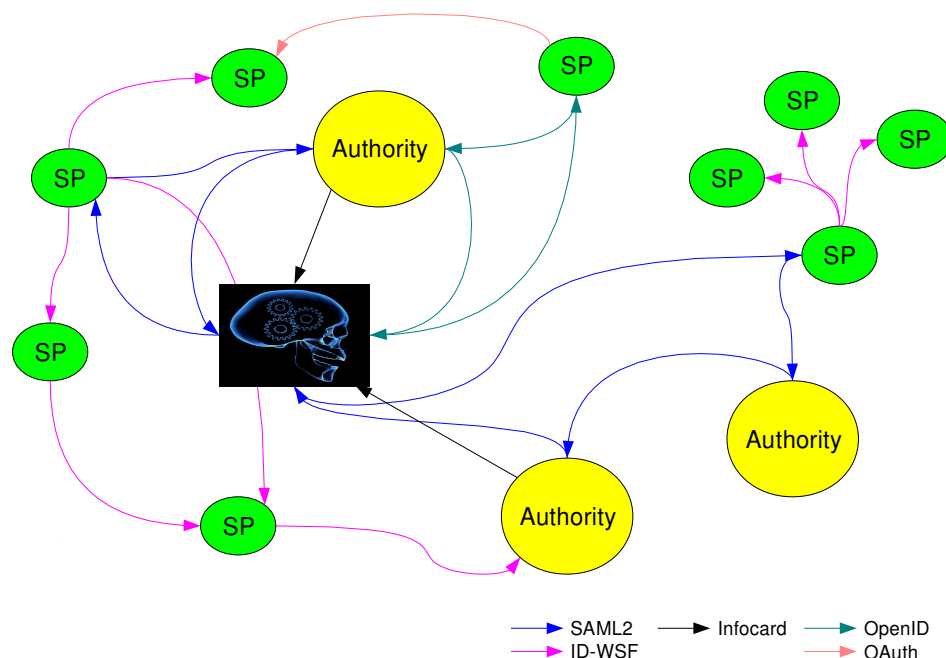 SP
SP
SP
SP
Authority
SP
SP
SP
SP
SP
Authority
Authority
SP
SAML2
Infocard
OpenID
ID-WSF
OAuth